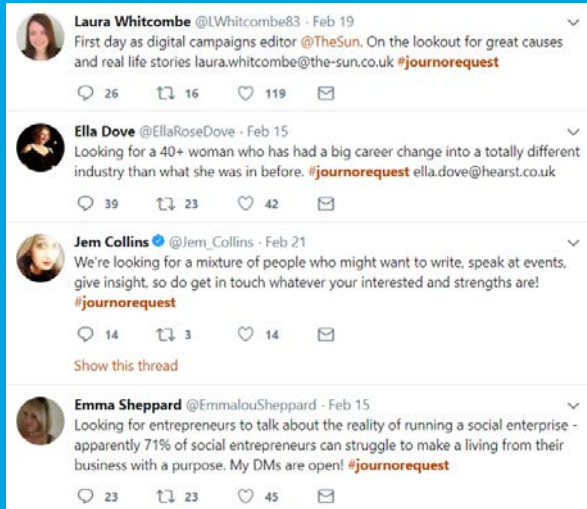 Laura Whitcombe @LWhitcombe83 · Feb 19
First day as digital campaigns editor @TheSun. On the lookout for great causes
and real life stories laura.whitcombe@the-sun.co.uk #journorequest
26 16 119
Ella Dove @EllaRoseDove · Feb 15
Looking for a 40+ woman who has had a big career change into a totally different
industry than what she was in before. #journorequest ella.dove@hearst.co.uk
39 23 42
Jem Collins @Jem_Collins · Feb 21
We're looking for a mixture of people who might want to write, speak at events,
give insight, so do get in touch whatever your interested and strengths are!
#journorequest
14 3 14
Show this thread
Emma Sheppard @EmmalouSheppard · Feb 15
Looking for entrepreneurs to talk about the reality of running a social enterprise -
apparently 71% of social entrepreneurs can struggle to make a living from their
business with a purpose. My DMs are open! #journorequest
23 23 45